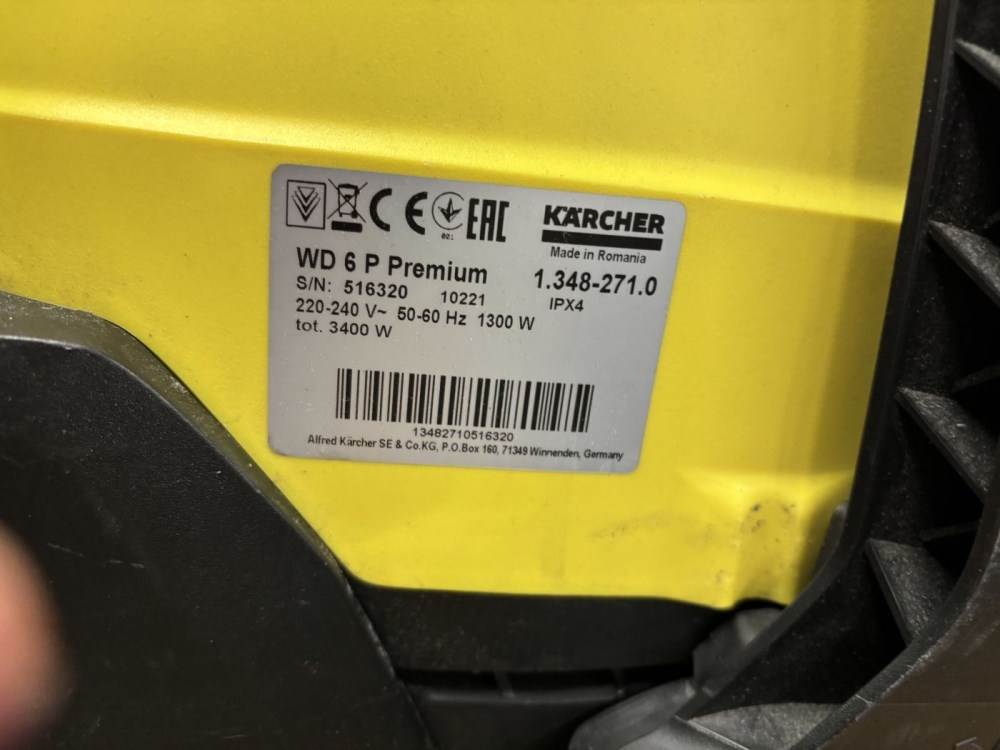 CE
021
EAC
KÄRCHER
Made in Romania
WD 6 P Premium
1.348-271.0
S/N: 516320 10221
IPX4
220-240 V~ 50-60 Hz 1300 W
tot. 3400 W
13482710516320
Alfred Kärcher SE & Co.KG, P.O.Box 160, 71349 Winnenden, Germany